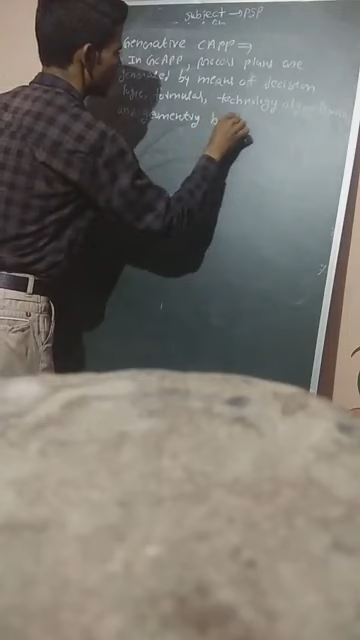 subject → PSP
Generative CAPP ⇒
In GCAPP, process plans are
generated by means of decision
logic, formulas, technology algorithms
and geomentry b